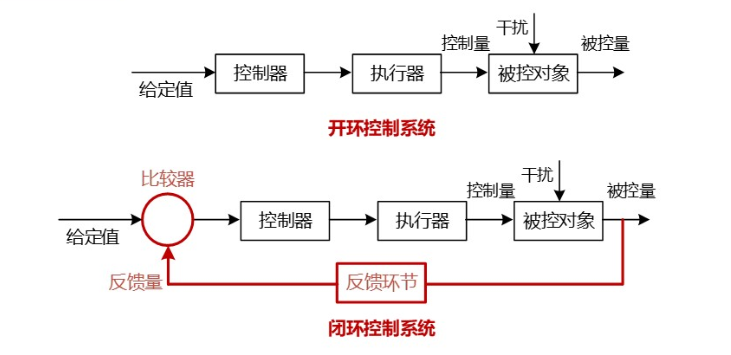 干扰
控制量
被控量
控制器
执行器
被控对象
给定值
开环控制系统
比较器
干扰
控制量
被控量
控制器
执行器
被控对象
给定值
反馈量
反馈环节
闭环控制系统